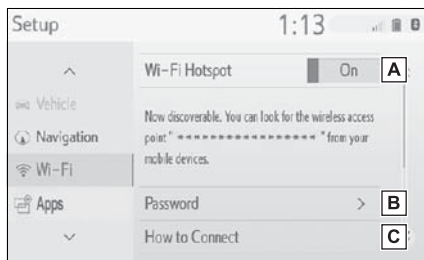 Setup
1:13
Wi-Fi Hotspot On A
Vehicle
Now discoverable. You can look for the wireless access
point " ****************** " from your
mobile devices.
Navigation
Wi-Fi
Apps
Password > B
How to Connect C